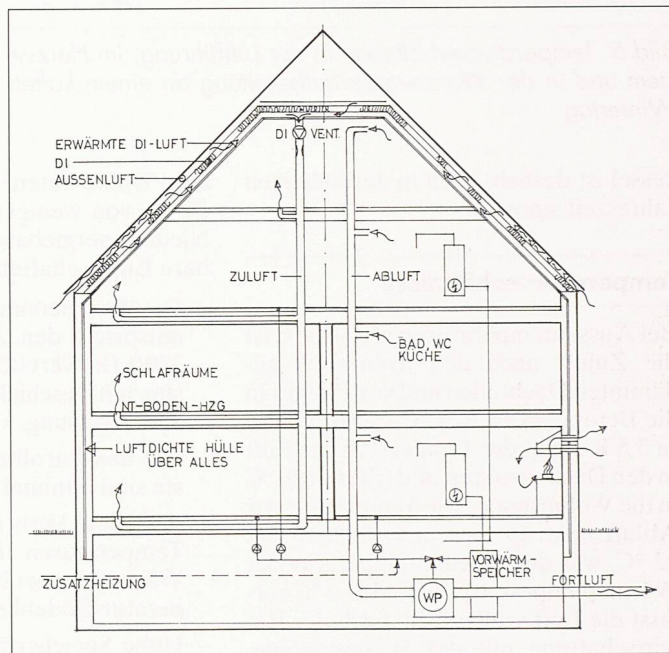 ERWÄRMTE DI-LUFT
DI
AUSSENLUFT
DI VENT.
ZULUFT
ABLUFT
BAD, WC
KÜCHE
SCHLAFRÄUME
NT-BODEN-HZG
LUFTDICHTE HÜLLE
ÜBER ALLES
ZUSATZHEIZUNG
WP
VORWÄRM-
SPEICHER
FORTLUFT